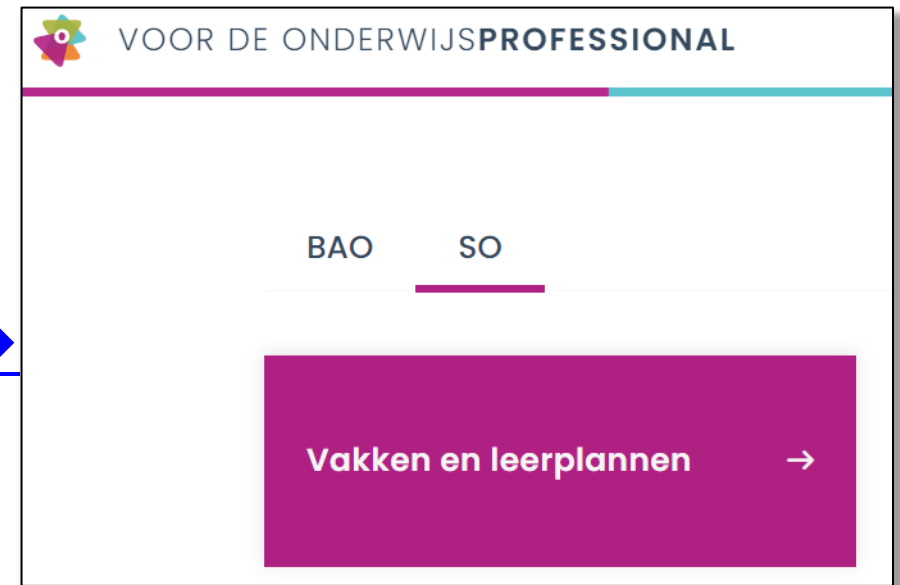 VOOR DE ONDERWIJSPROFESSIONAL
BAO SO
Vakken en leerplannen →